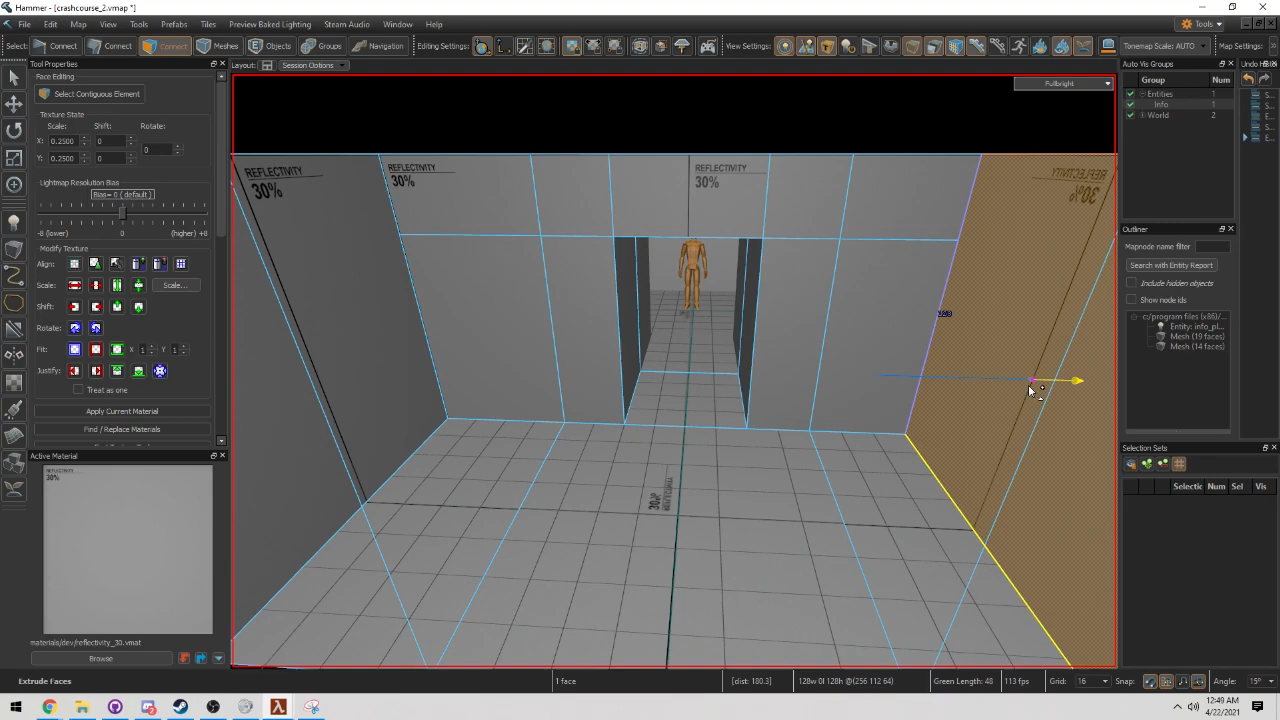 Hammer - [crashcourse_2.vmap *]
File Edit Map View Tools Prefabs Tiles Preview Baked Lighting Steam Audio Window Help
Tools
Select: Connect Connect Connect Meshes Objects Groups Navigation Editing Settings: View Settings: Tonemap Scale: AUTO Map Settings:
Tool Properties
Layout: Session Options
Auto Vis Groups
Face Editing
Select Contiguous Element
Texture State
Scale: Shift: Rotate:
X: 0.2500 0 0
Y: 0.2500 0
Lightmap Resolution Bias
Bias= 0 ( default )
-8 (lower) 0 (higher) +8
Modify Texture
Align:
Scale: Scale...
Shift:
Rotate:
Fit: X 1 Y 1
Justify:
Treat as one
Apply Current Material
Find / Replace Materials
Active Material
REFLECTIVITY
30%
materials/dev/reflectivity_30.vmat
Browse
Fullbright
REFLECTIVITY
30%
REFLECTIVITY
30%
REFLECTIVITY
30%
REFLECTIVITY
30%
REFLECTIVITY
30%
Group Num
Entities 1
Info 1
World 2
Outliner
Mapnode name filter
Search with Entity Report
Include hidden objects
Show node ids
c:/program files (x86)/...
Entity: info_pl...
Mesh (19 faces)
Mesh (14 faces)
Selection Sets
Selectic Num Sel Vis
Extrude Faces 1 face [dist: 180.3] 128w 0l 128h @(256 112 64) Green Length: 48 113 fps Grid: 16 Snap: Angle: 15°
12:49 AM
4/22/2021